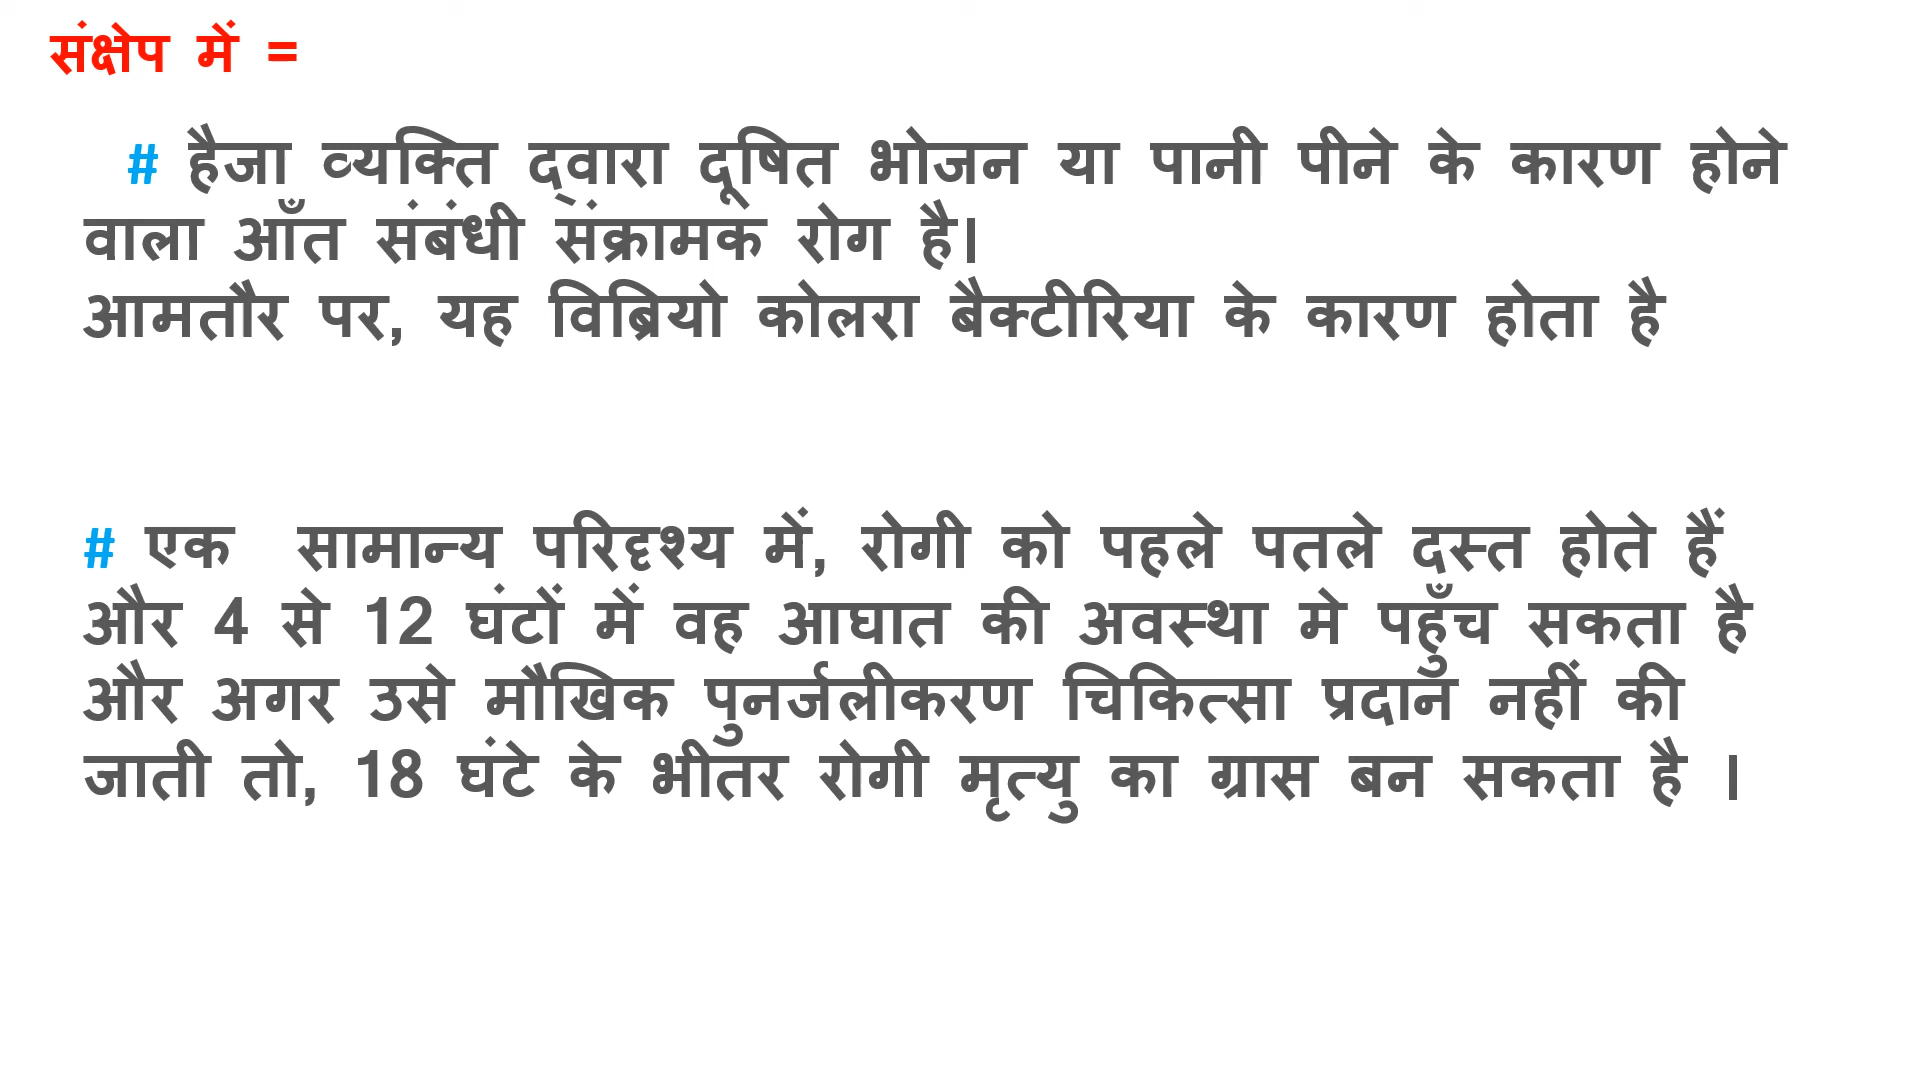 संक्षेप में =
# हैजा व्यक्ति द्वारा दूषित भोजन या पानी पीने के कारण होने
वाला आँत संबंधी संक्रामक रोग है।
आमतौर पर, यह विब्रियो कोलरा बैक्टीरिया के कारण होता है
# एक सामान्य परिदृश्य में, रोगी को पहले पतले दस्त होते हैं
और 4 से 12 घंटों में वह आघात की अवस्था मे पहुँच सकता है
और अगर उसे मौखिक पुनर्जलीकरण चिकित्सा प्रदान नहीं की
जाती तो, 18 घंटे के भीतर रोगी मृत्यु का ग्रास बन सकता है ।